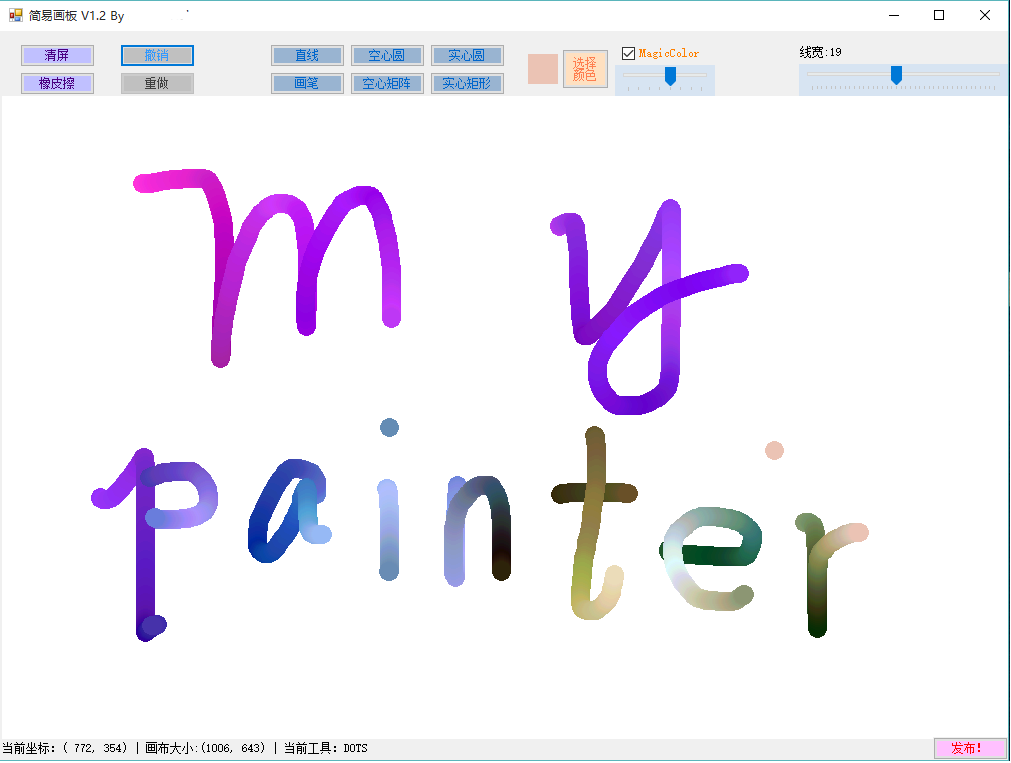 简易画板 V1.2 By
清屏 撤销 直线 空心圆 实心圆 选择颜色 MagicColor 线宽:19
橡皮擦 重做 画笔 空心矩阵 实心矩形
my
painter
当前坐标: ( 772, 354) | 画布大小:(1006, 643) | 当前工具: DOTS 发布!